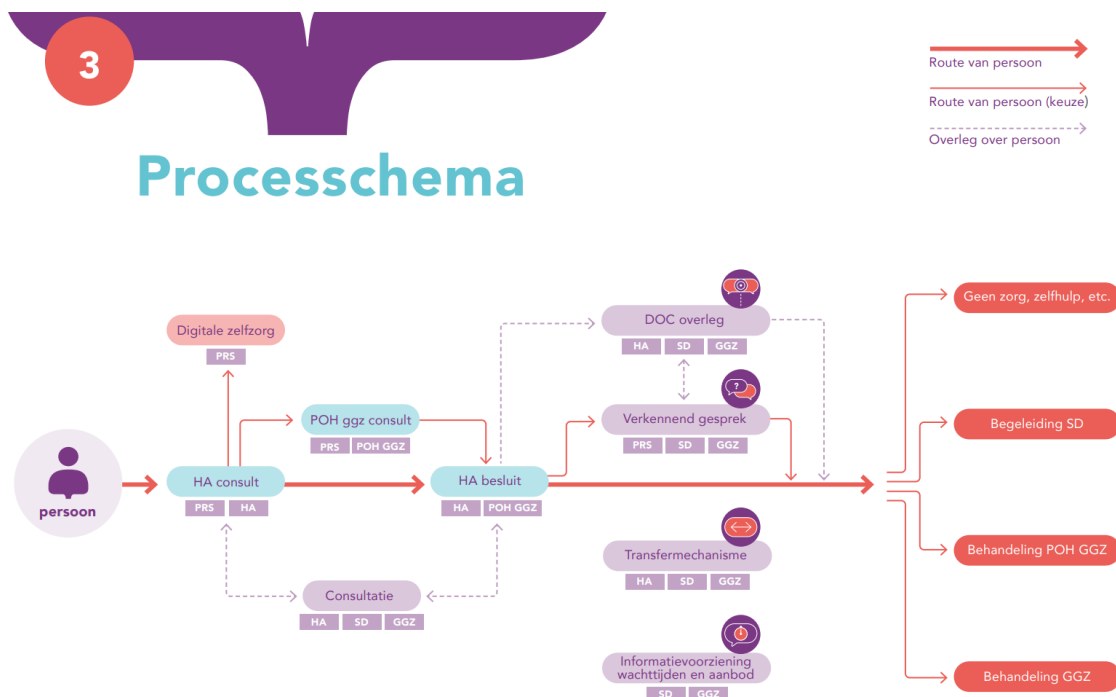 3
Processchema
Route van persoon
Route van persoon (keuze)
Overleg over persoon
persoon
Digitale zelfzorg
PRS
POH ggz consult
PRS POH GGZ
HA consult
PRS HA
HA besluit
HA POH GGZ
Consultatie
HA SD GGZ
DOC overleg
HA SD GGZ
?
Verkennend gesprek
PRS SD GGZ
Transfermechanisme
HA SD GGZ
Informatievoorziening
wachttijden en aanbod
SD GGZ
Geen zorg, zelfhulp, etc.
Begeleiding SD
Behandeling POH GGZ
Behandeling GGZ